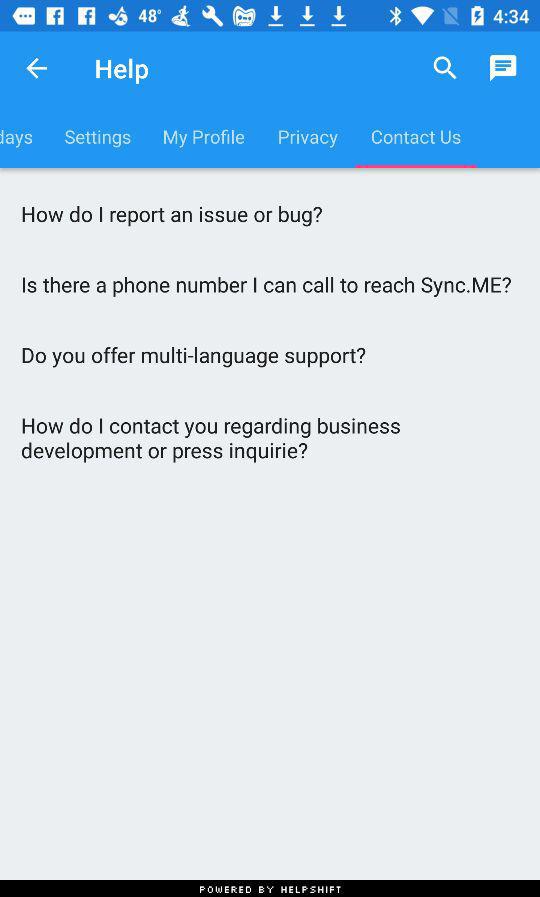 48° 4:34
Help
days Settings My Profile Privacy Contact Us
How do I report an issue or bug?
Is there a phone number I can call to reach Sync.ME?
Do you offer multi-language support?
How do I contact you regarding business
development or press inquirie?
POWERED BY HELPSHIFT